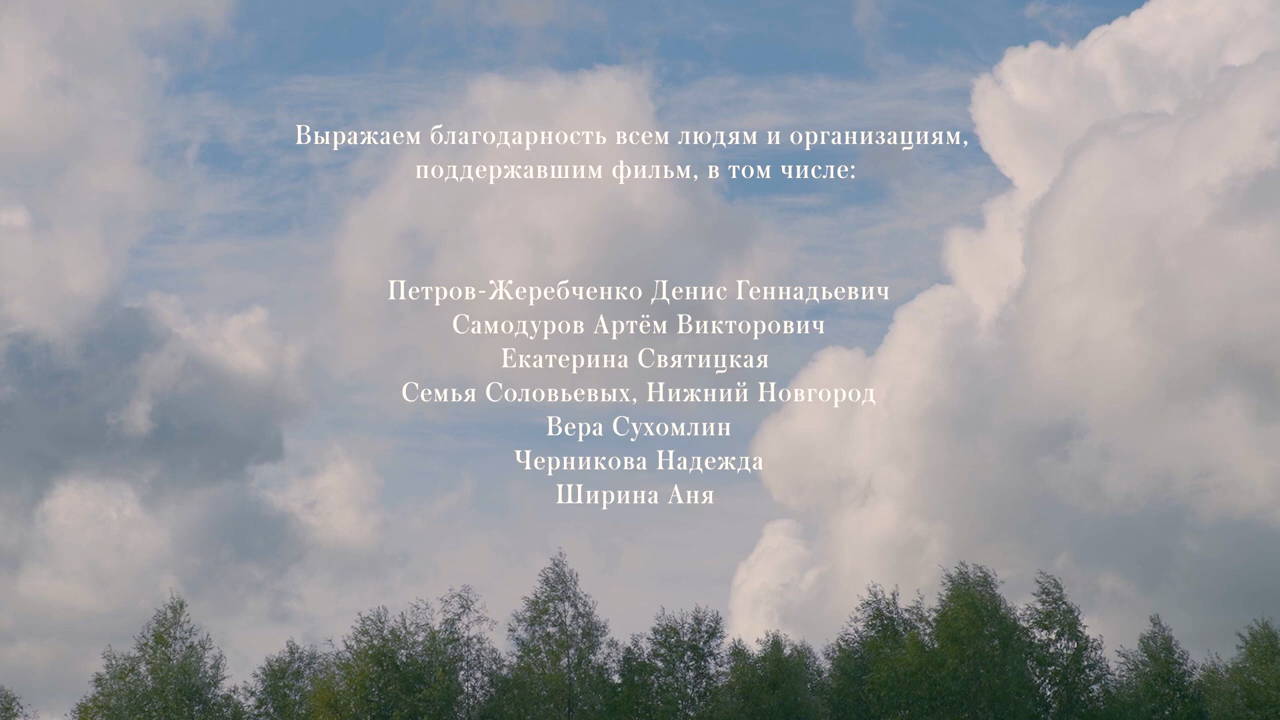 Выражаем благодарность всем людям и организациям,
поддержавшим фильм, в том числе:
Петров-Жеребченко Денис Геннадьевич
Самодуров Артём Викторович
Екатерина Святицкая
Семья Соловьевых, Нижний Новгород
Вера Сухомлин
Черникова Надежда
Ширина Аня